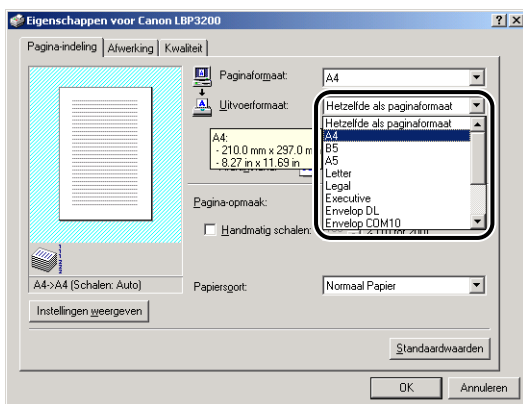 Eigenschappen voor Canon LBP3200
Pagina-indeling Afwerking Kwaliteit
Paginaformaat: A4
Uitvoerformaat: Hetzelfde als paginaformaat
Hetzelfde als paginaformaat
A4
B5
A5
Letter
Legal
Executive
Envelop DL
Envelop COM10
A4:
- 210.0 mm x 297.0 m
- 8.27 in x 11.69 in
Pagina-opmaak:
Handmatig schalen:
A4->A4 (Schalen: Auto)
Papiersoort: Normaal Papier
Instellingen weergeven
Standaardwaarden
OK Annuleren